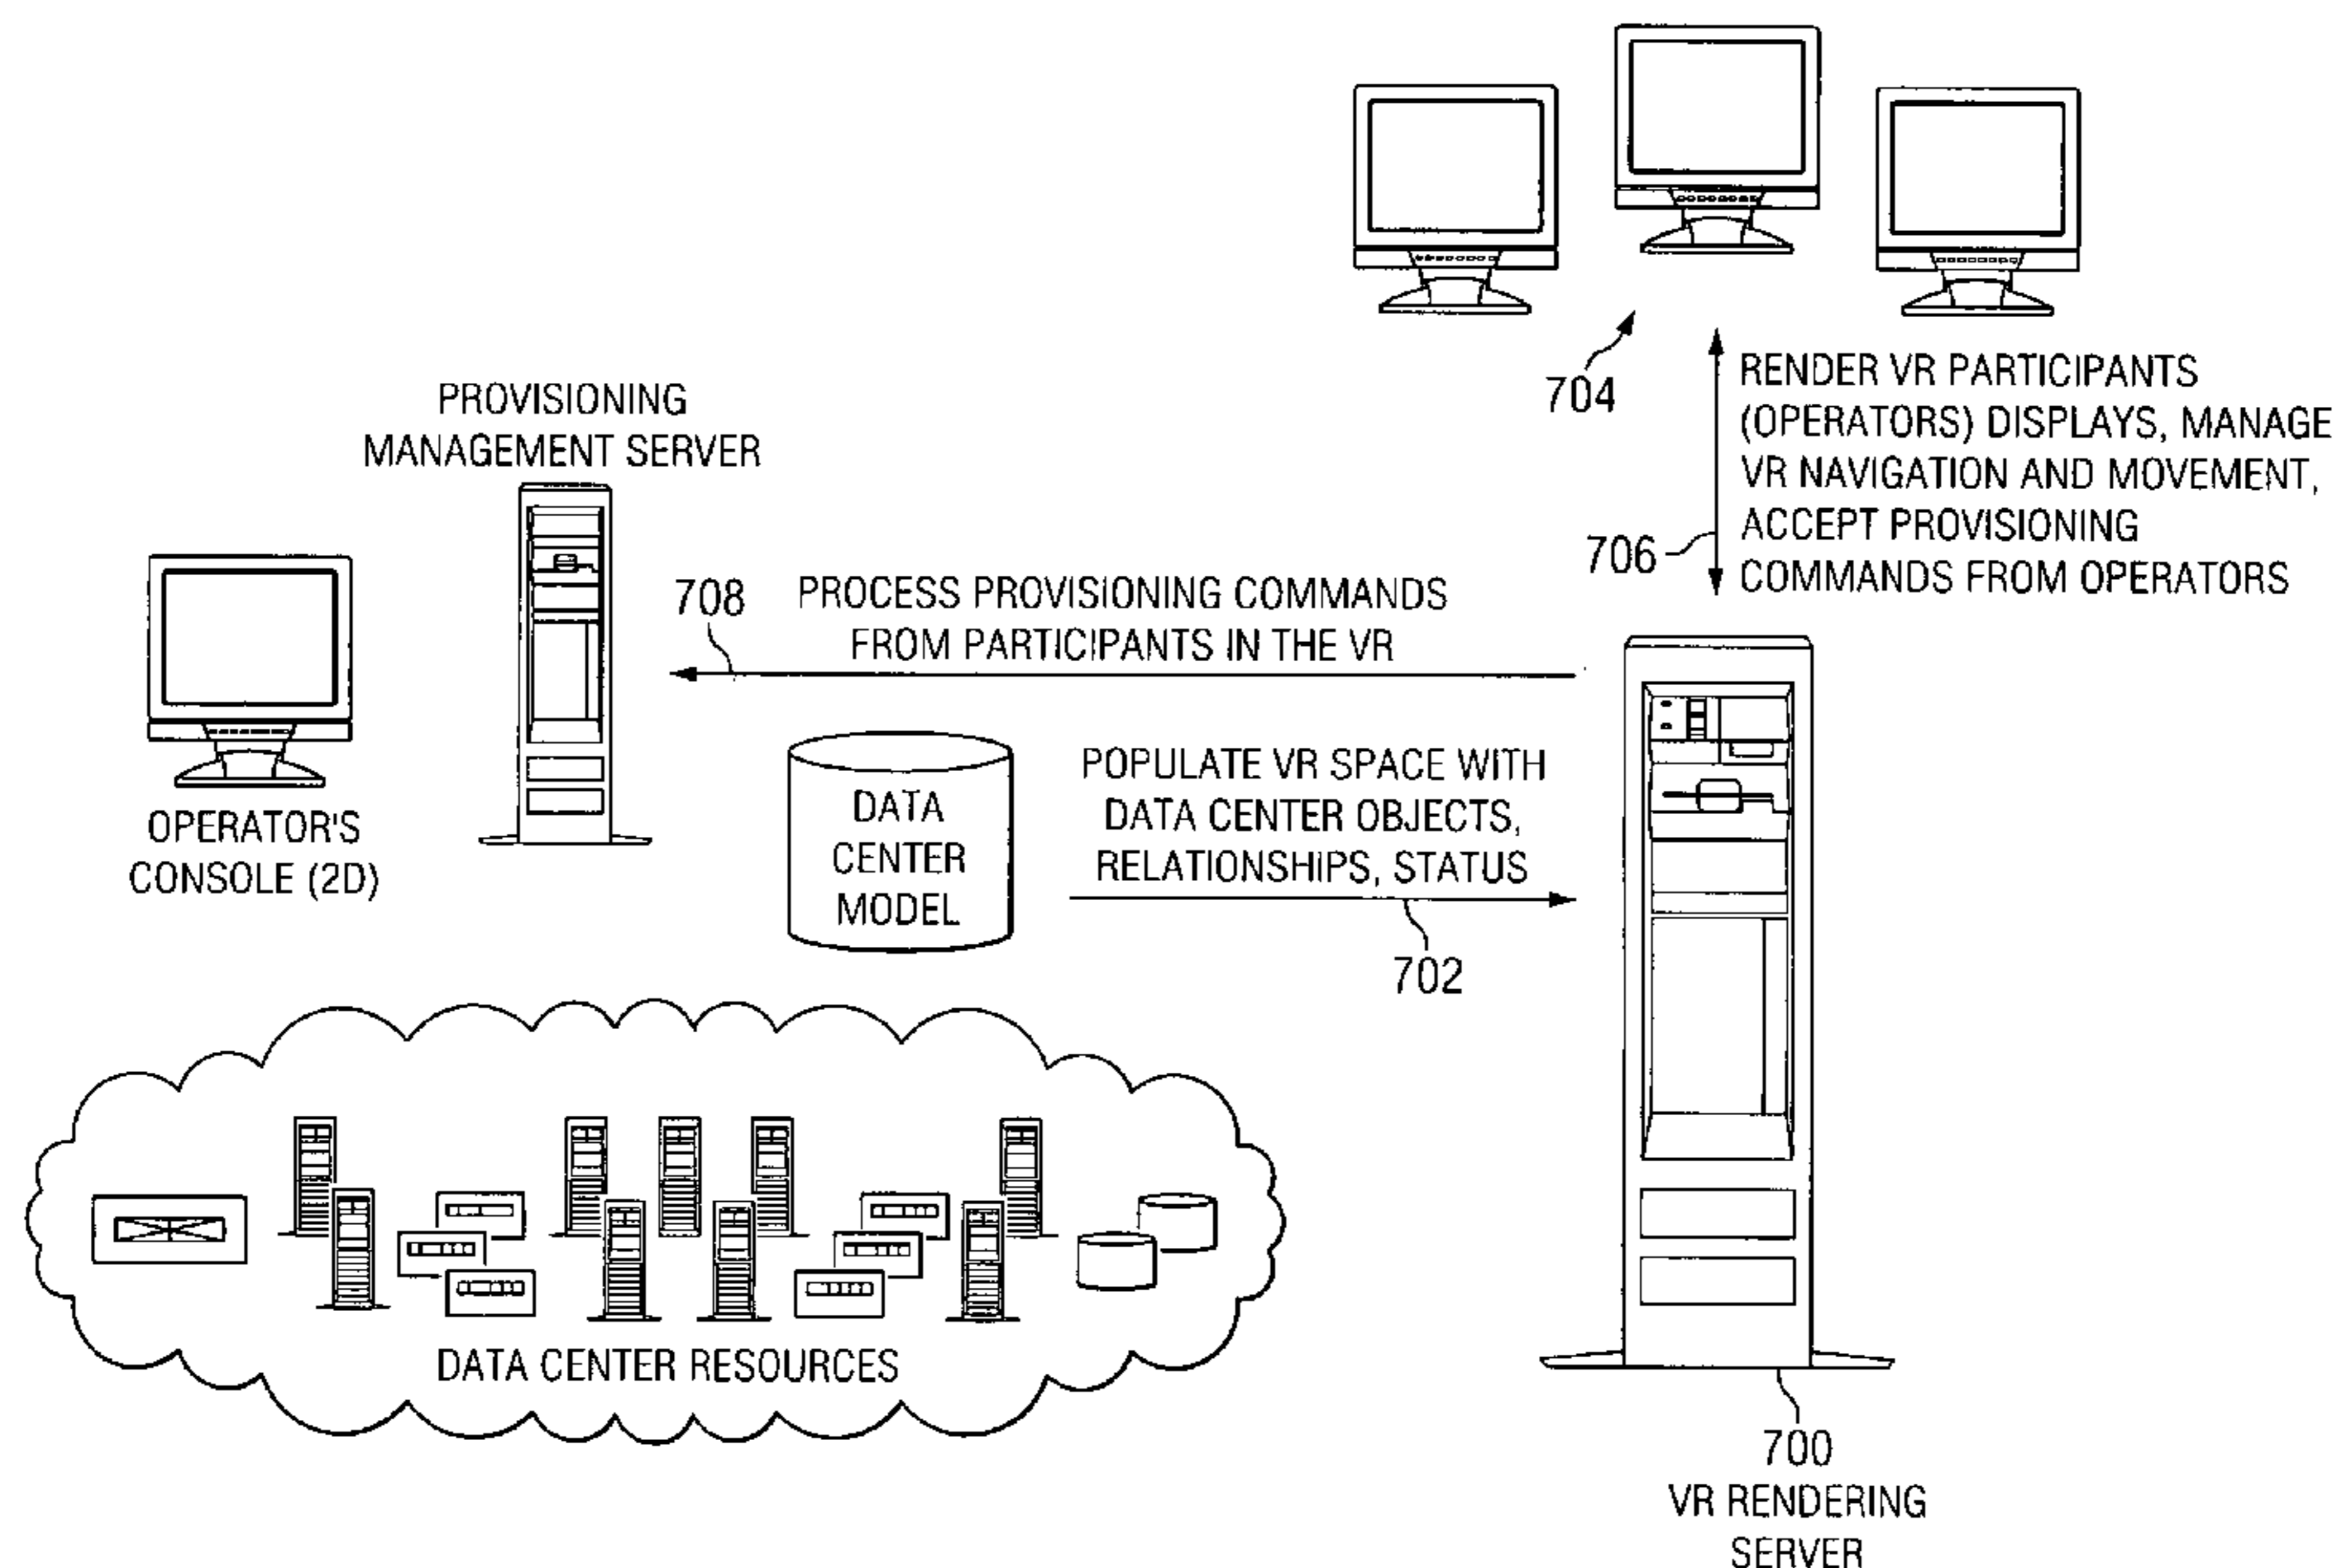 704
RENDER VR PARTICIPANTS
(OPERATORS) DISPLAYS, MANAGE
VR NAVIGATION AND MOVEMENT,
ACCEPT PROVISIONING
COMMANDS FROM OPERATORS
706
PROVISIONING
MANAGEMENT SERVER
708
PROCESS PROVISIONING COMMANDS
FROM PARTICIPANTS IN THE VR
OPERATOR'S
CONSOLE (2D)
DATA
CENTER
MODEL
POPULATE VR SPACE WITH
DATA CENTER OBJECTS,
RELATIONSHIPS, STATUS
702
DATA CENTER RESOURCES
700
VR RENDERING
SERVER